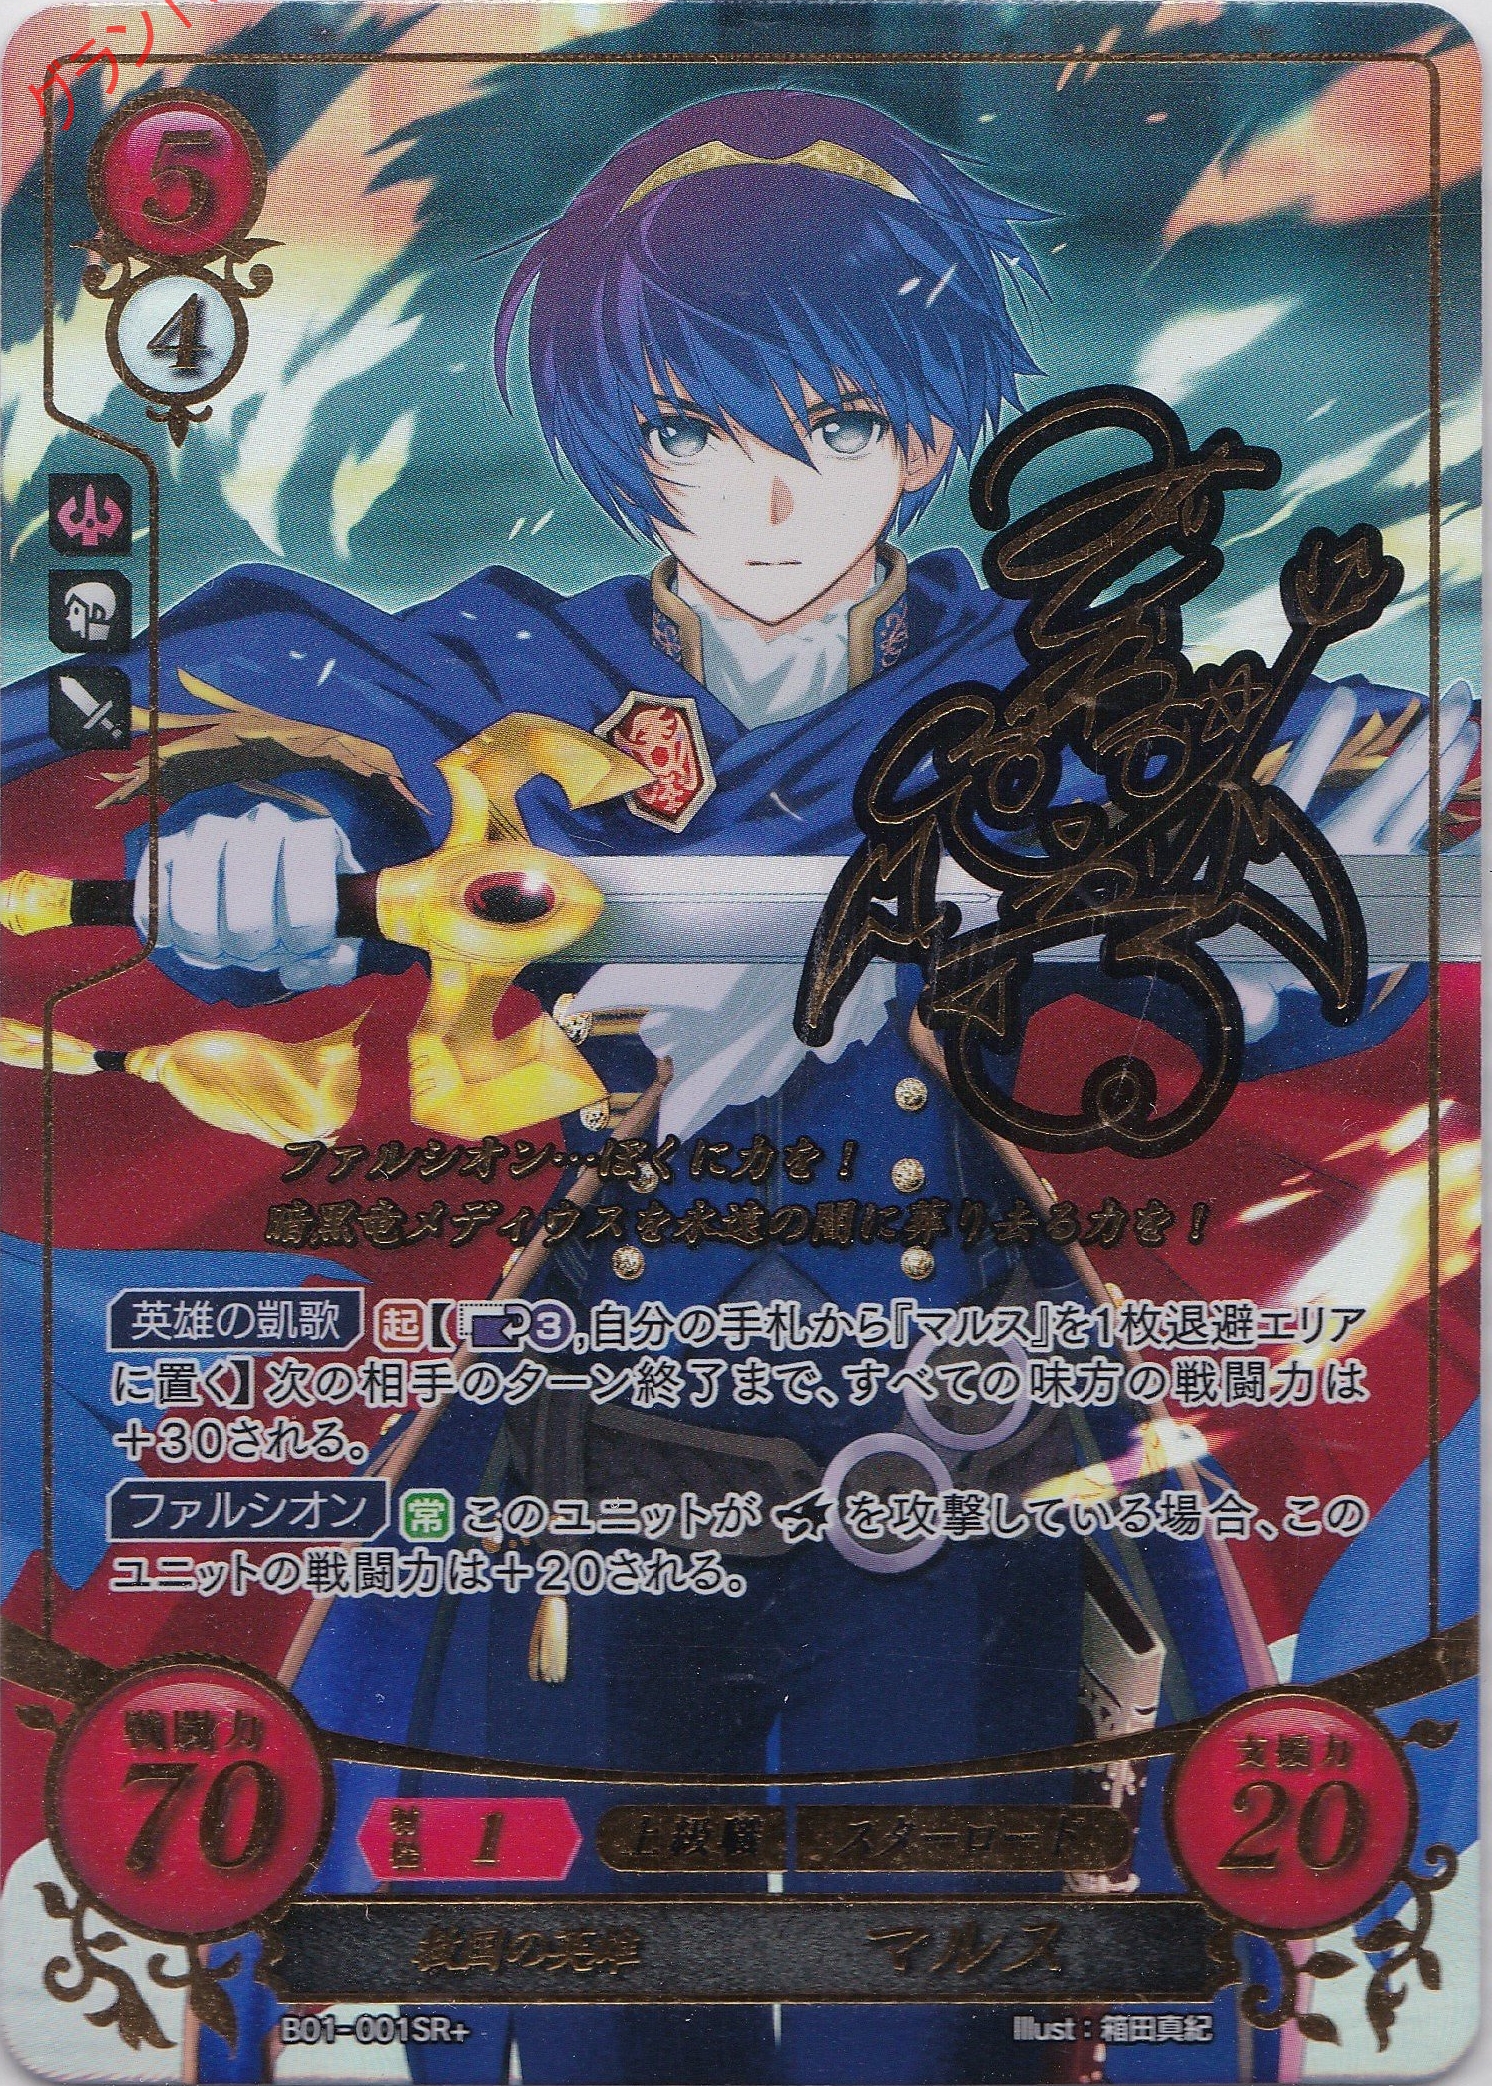 グラン
5
4
ファルシオン…ぼくに力を！
暗黒竜メディウスを永遠の闇に葬り去る力を！
英雄の凱歌 起【3,自分の手札から『マルス』を1枚退避エリア
に置く】次の相手のターン終了まで、すべての味方の戦闘力は
＋30される。
ファルシオン 常 このユニットが を攻撃している場合、この
ユニットの戦闘力は＋20される。
戦闘力
70
射程 1 上級職 スターロード
支援力
20
救国の英雄 マルス
B01-001SR+ Illust：箱田真紀